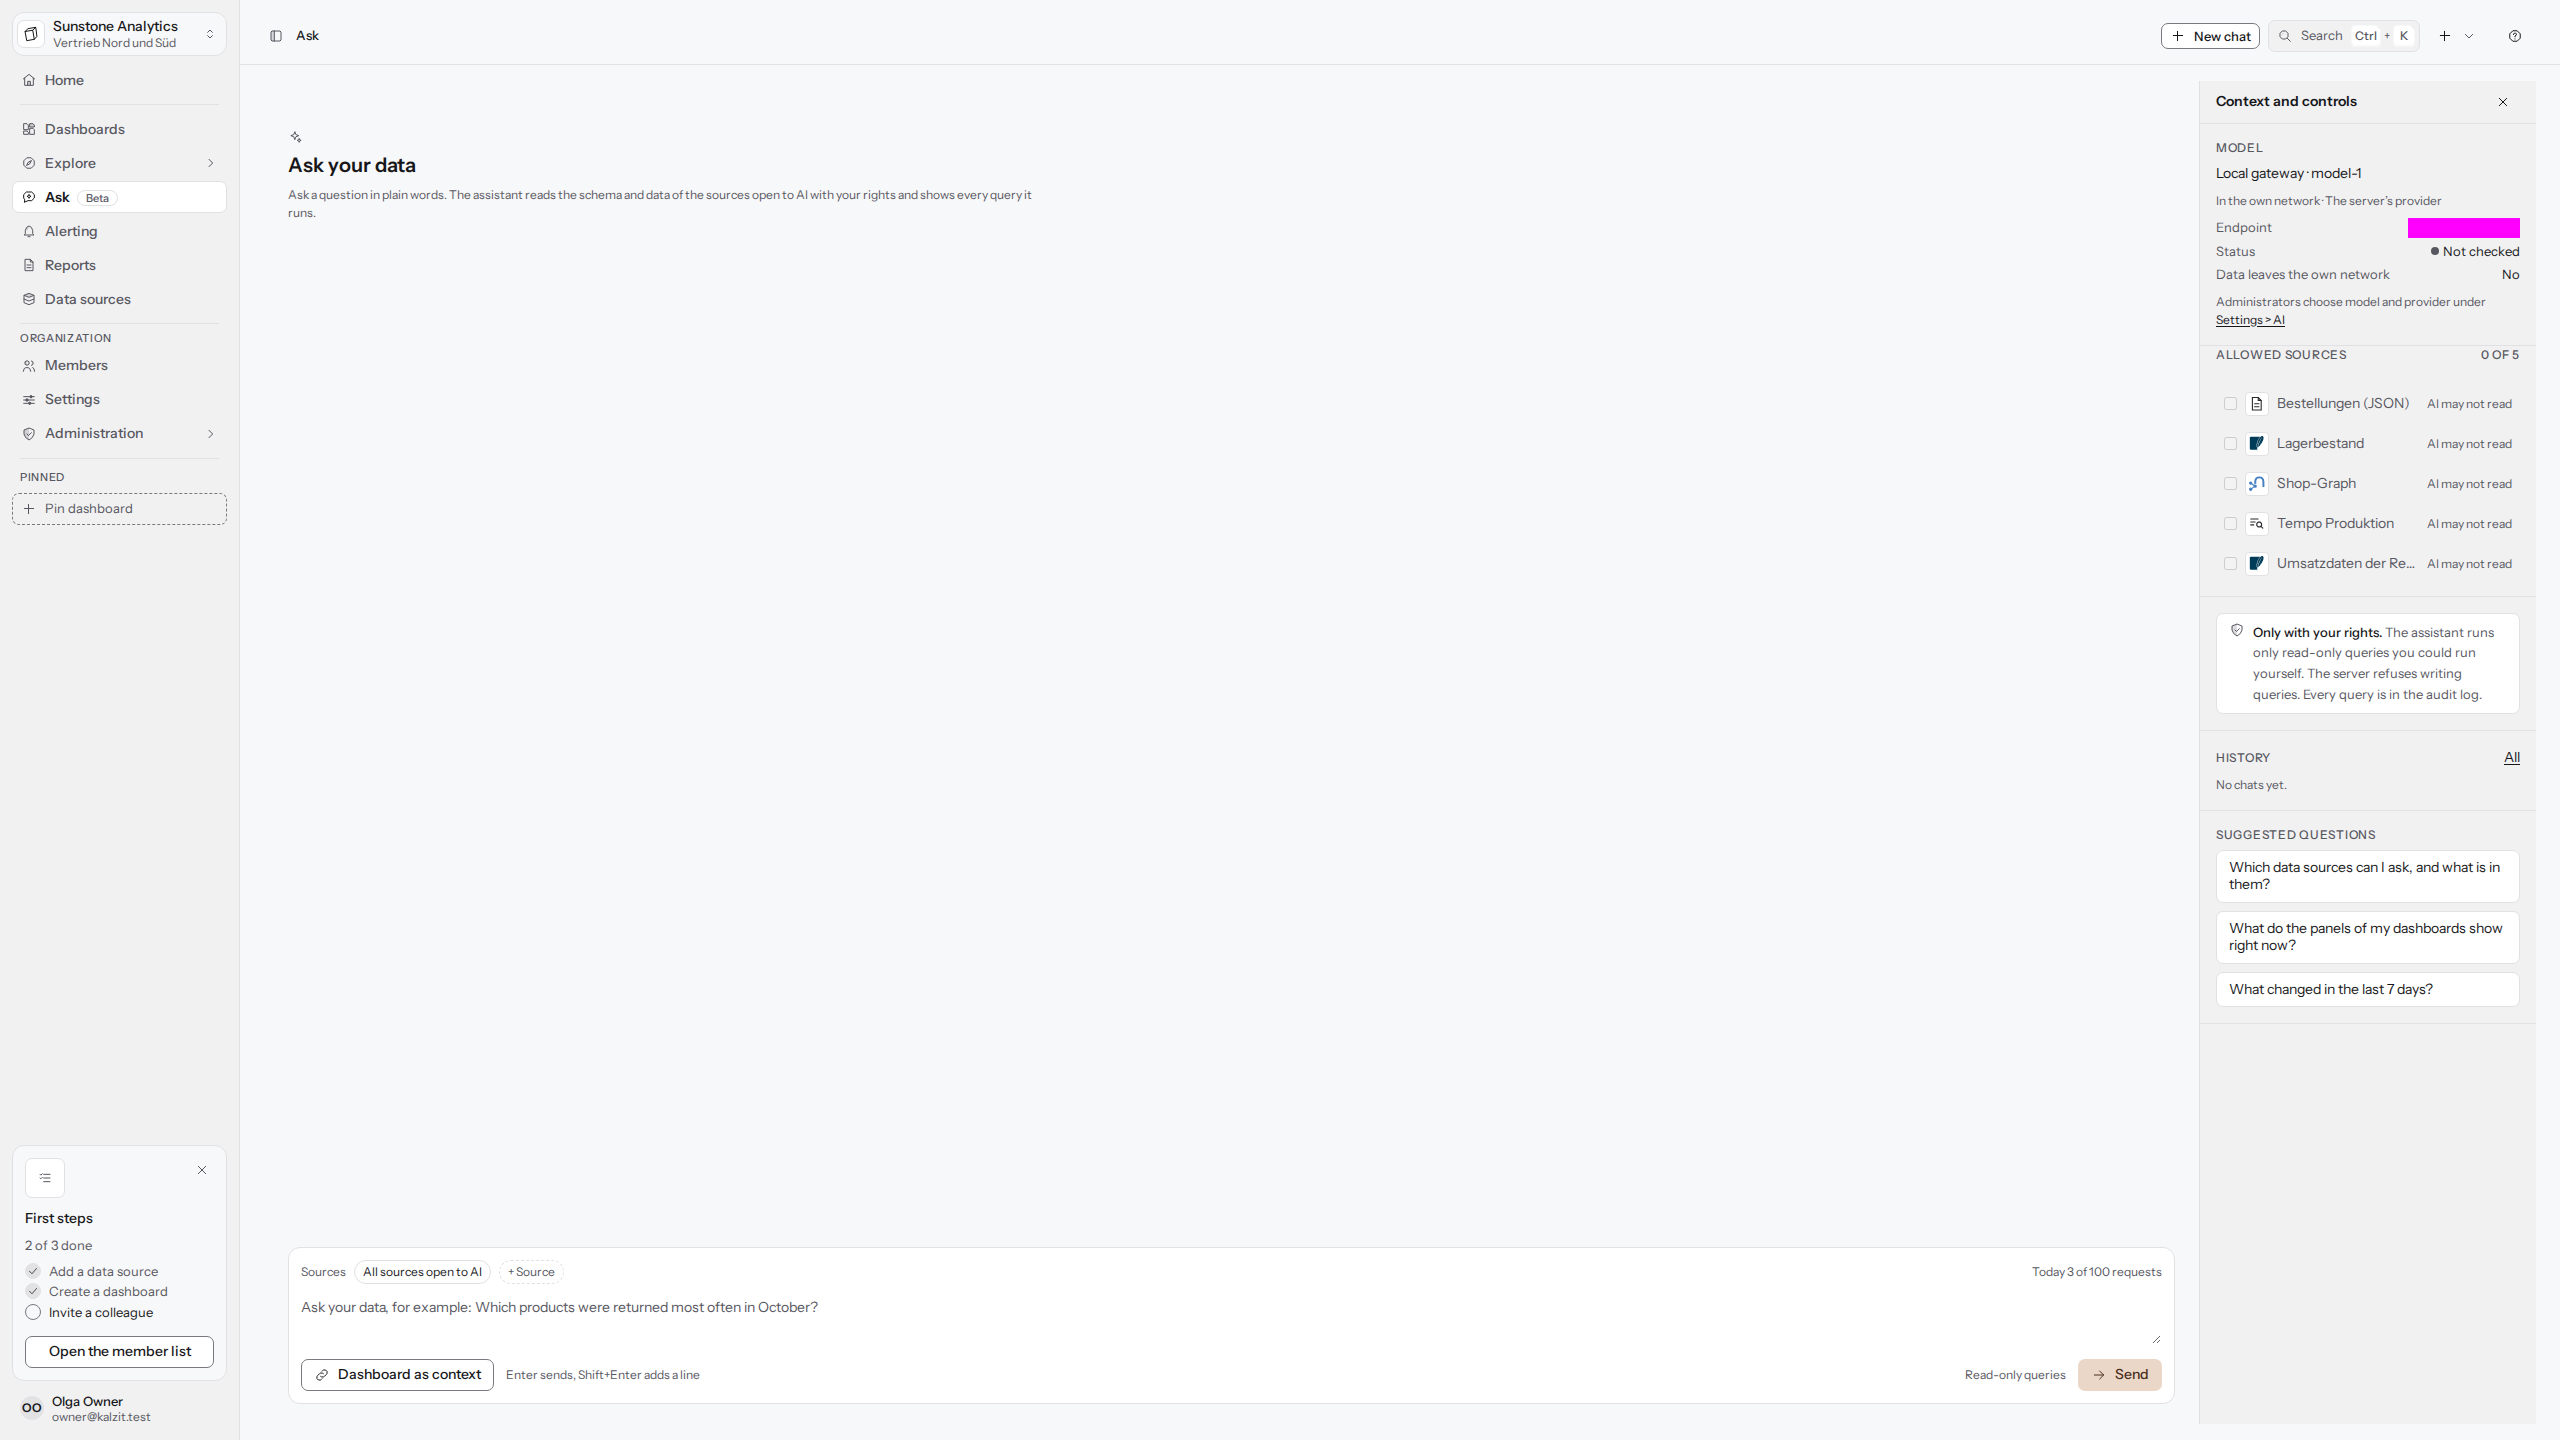 Sunstone Analytics
Vertrieb Nord und Süd
Home
Dashboards
Explore
Ask Beta
Alerting
Reports
Data sources
ORGANIZATION
Members
Settings
Administration
PINNED
Pin dashboard
First steps
2 of 3 done
Add a data source
Create a dashboard
Invite a colleague
Open the member list
OO
Olga Owner
owner@kalzit.test
Ask
New chat
Search Ctrl + K
Ask your data
Ask a question in plain words. The assistant reads the schema and data of the sources open to AI with your rights and shows every query it
runs.
Sources All sources open to AI + Source
Today 3 of 100 requests
Ask your data, for example: Which products were returned most often in October?
Dashboard as context
Enter sends, Shift+Enter adds a line
Read-only queries
Send
Context and controls
MODEL
Local gateway · model-1
In the own network · The server's provider
Endpoint
Status Not checked
Data leaves the own network No
Administrators choose model and provider under
Settings > AI
ALLOWED SOURCES 0 OF 5
Bestellungen (JSON) AI may not read
Lagerbestand AI may not read
Shop-Graph AI may not read
Tempo Produktion AI may not read
Umsatzdaten der Re... AI may not read
Only with your rights. The assistant runs
only read-only queries you could run
yourself. The server refuses writing
queries. Every query is in the audit log.
HISTORY All
No chats yet.
SUGGESTED QUESTIONS
Which data sources can I ask, and what is in
them?
What do the panels of my dashboards show
right now?
What changed in the last 7 days?